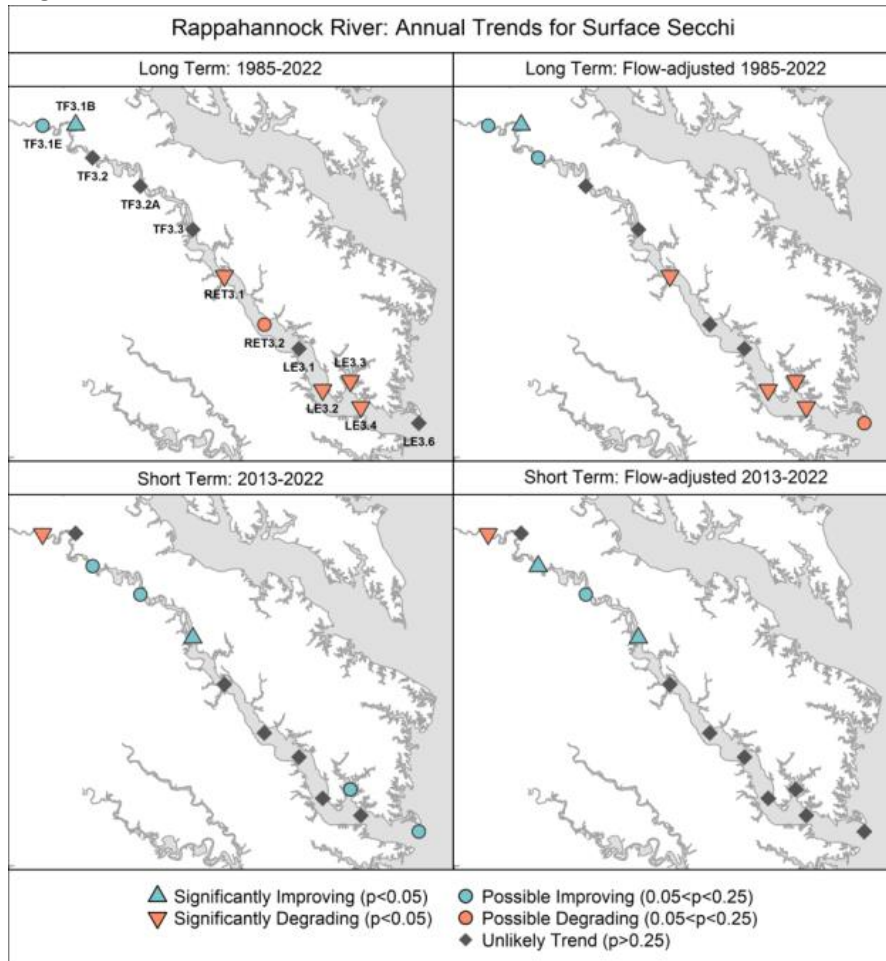 Rappahannock River: Annual Trends for Surface Secchi
Long Term: 1985-2022
Long Term: Flow-adjusted 1985-2022
TF3.1B
TF3.1E
TF3.2
TF3.2A
TF3.3
RET3.1
RET3.2
LE3.1
LE3.3
LE3.2
LE3.4
LE3.6
Short Term: 2013-2022
Short Term: Flow-adjusted 2013-2022
Significantly Improving (p<0.05)
Possible Improving (0.05<p<0.25)
Significantly Degrading (p<0.05)
Possible Degrading (0.05<p<0.25)
Unlikely Trend (p>0.25)